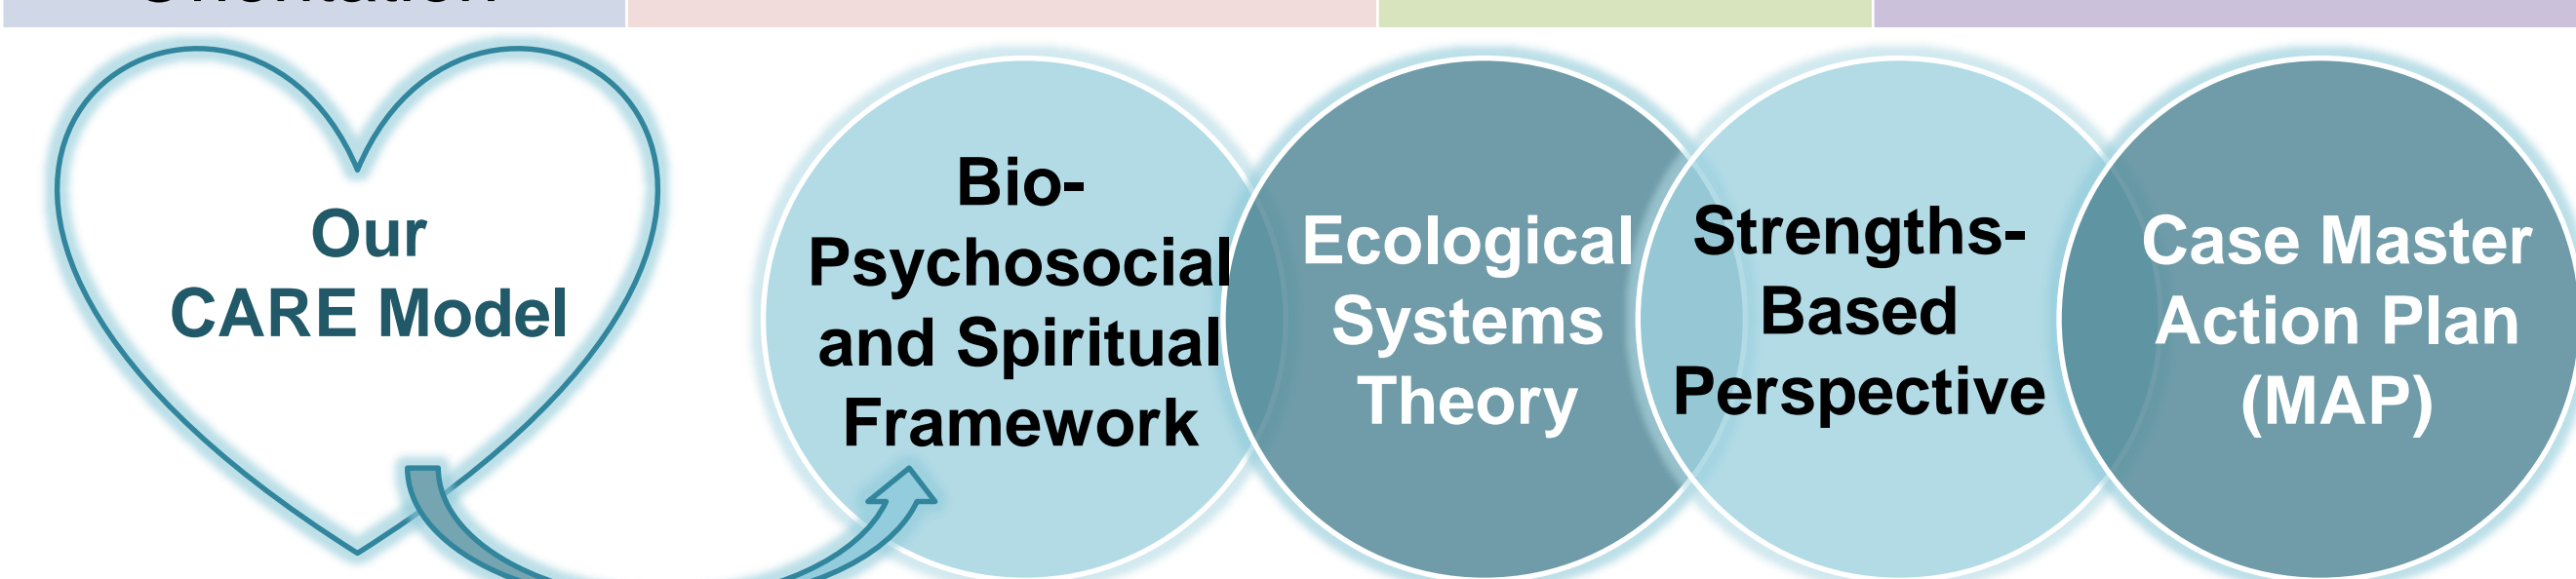 Orientation
Our
CARE Model
Bio-
Psychosocial
and Spiritual
Framework
Ecological
Systems
Theory
Strengths-
Based
Perspective
Case Master
Action Plan
(MAP)